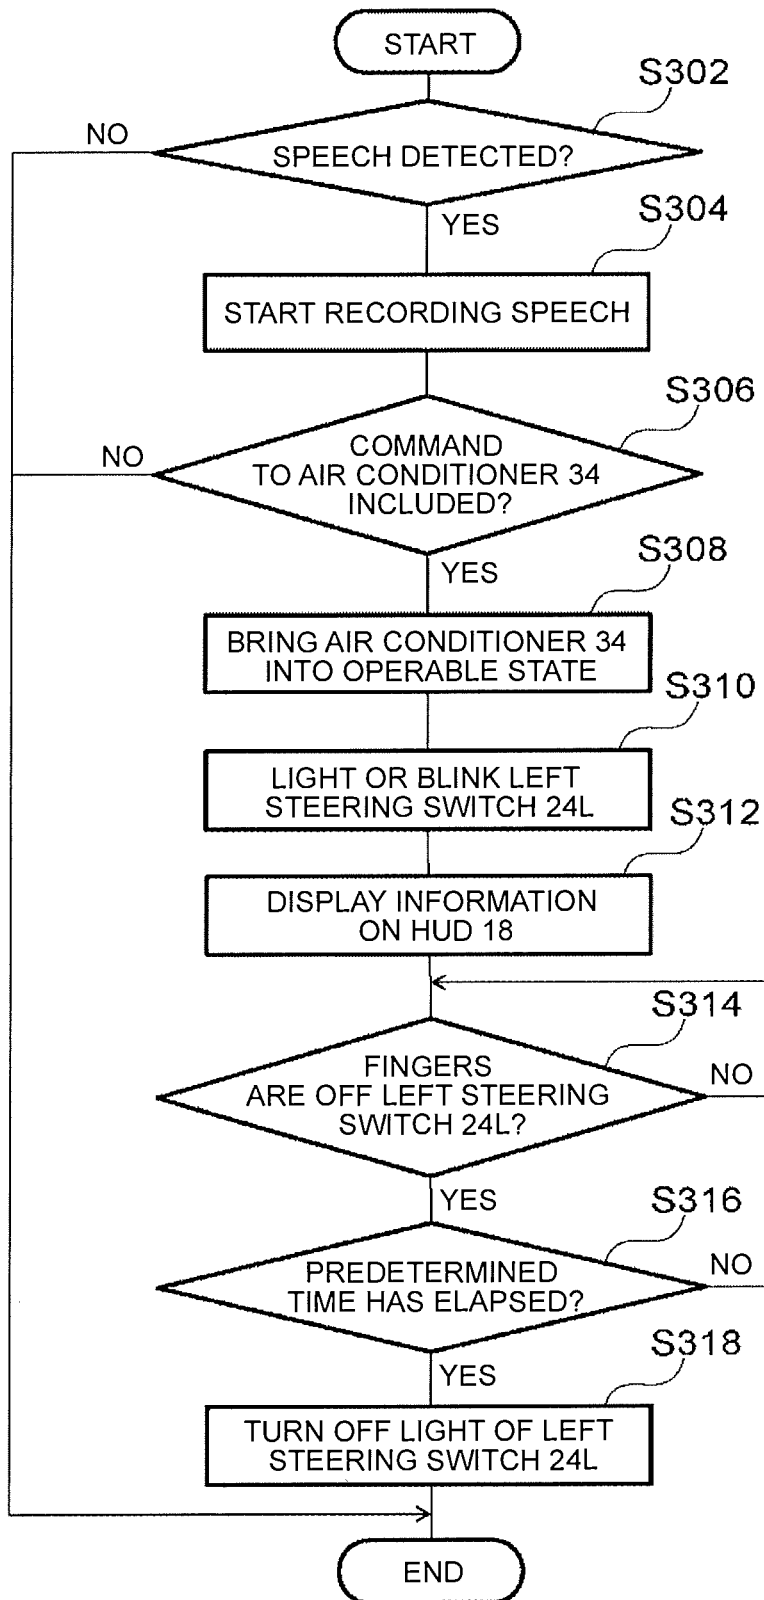 START
S302
NO
SPEECH DETECTED?
YES
S304
START RECORDING SPEECH
S306
NO
COMMAND
TO AIR CONDITIONER 34
INCLUDED?
YES
S308
BRING AIR CONDITIONER 34
INTO OPERABLE STATE
S310
LIGHT OR BLINK LEFT
STEERING SWITCH 24L
S312
DISPLAY INFORMATION
ON HUD 18
S314
FINGERS
ARE OFF LEFT STEERING
SWITCH 24L?
NO
YES
S316
PREDETERMINED
TIME HAS ELAPSED?
NO
YES
S318
TURN OFF LIGHT OF LEFT
STEERING SWITCH 24L
END